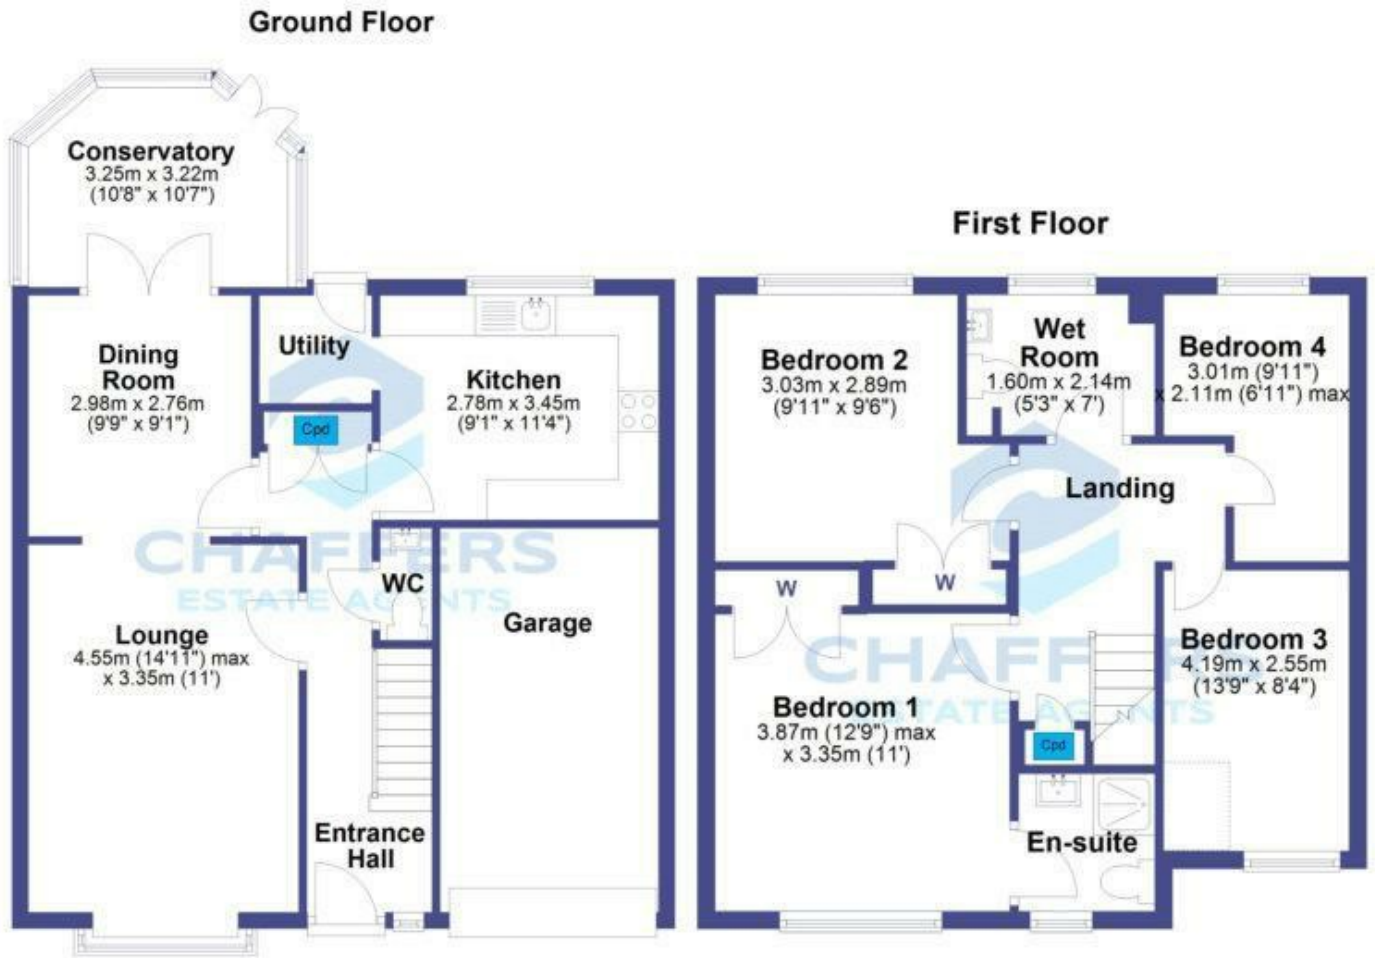 Ground Floor
Conservatory
3.25m x 3.22m
(10'8" x 10'7")
Dining
Room
2.98m x 2.76m
(9'9" x 9'1")
Utility
Cpd
Kitchen
2.78m x 3.45m
(9'1" x 11'4")
CHAFFERS
ESTATE AGENTS
WC
Lounge
4.55m (14'11") max
x 3.35m (11')
Garage
Entrance
Hall
First Floor
Bedroom 2
3.03m x 2.89m
(9'11" x 9'6")
Wet
Room
1.60m x 2.14m
(5'3" x 7')
Bedroom 4
3.01m (9'11")
x 2.11m (6'11") max
Landing
W
W
CHAFFERS
ESTATE AGENTS
Bedroom 3
4.19m x 2.55m
(13'9" x 8'4")
Bedroom 1
3.87m (12'9") max
x 3.35m (11')
Cpd
En-suite